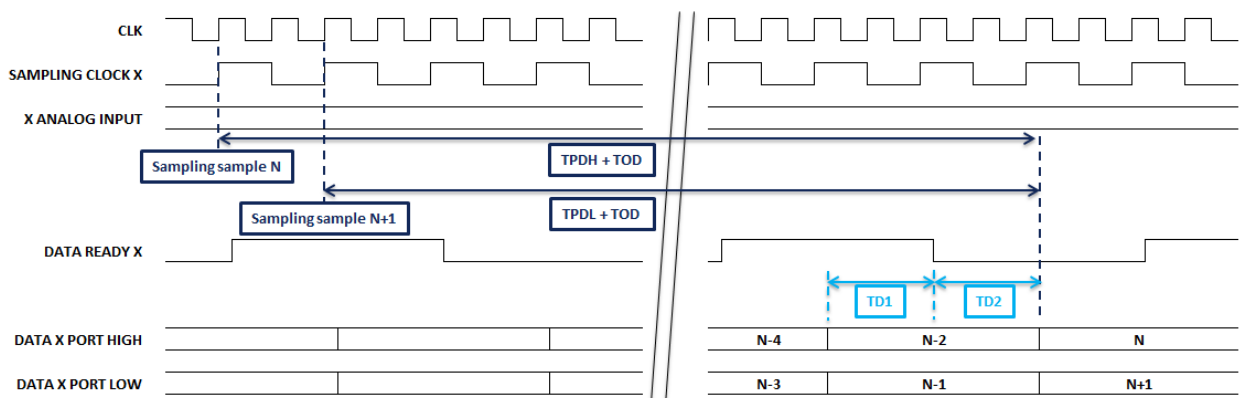 CLK
SAMPLING CLOCK X
X ANALOG INPUT
Sampling sample N
TPDH + TOD
Sampling sample N+1
TPDL + TOD
DATA READY X
TD1
TD2
DATA X PORT HIGH
N-4
N-2
N
DATA X PORT LOW
N-3
N-1
N+1